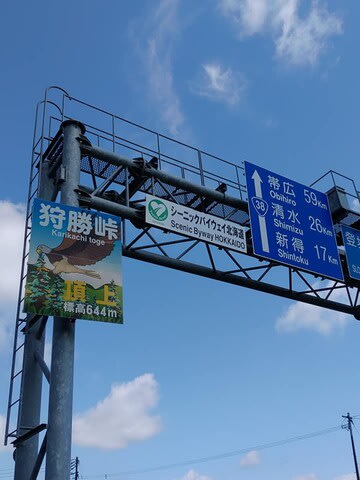 狩勝峠
Karikachi toge
頂上
標高644m
シーニックバイウェイ北海道
Scenic Byway HOKKAIDO
38
帯広 59Km
Obihiro
清水 26Km
Shimizu
新得 17Km
Shintoku